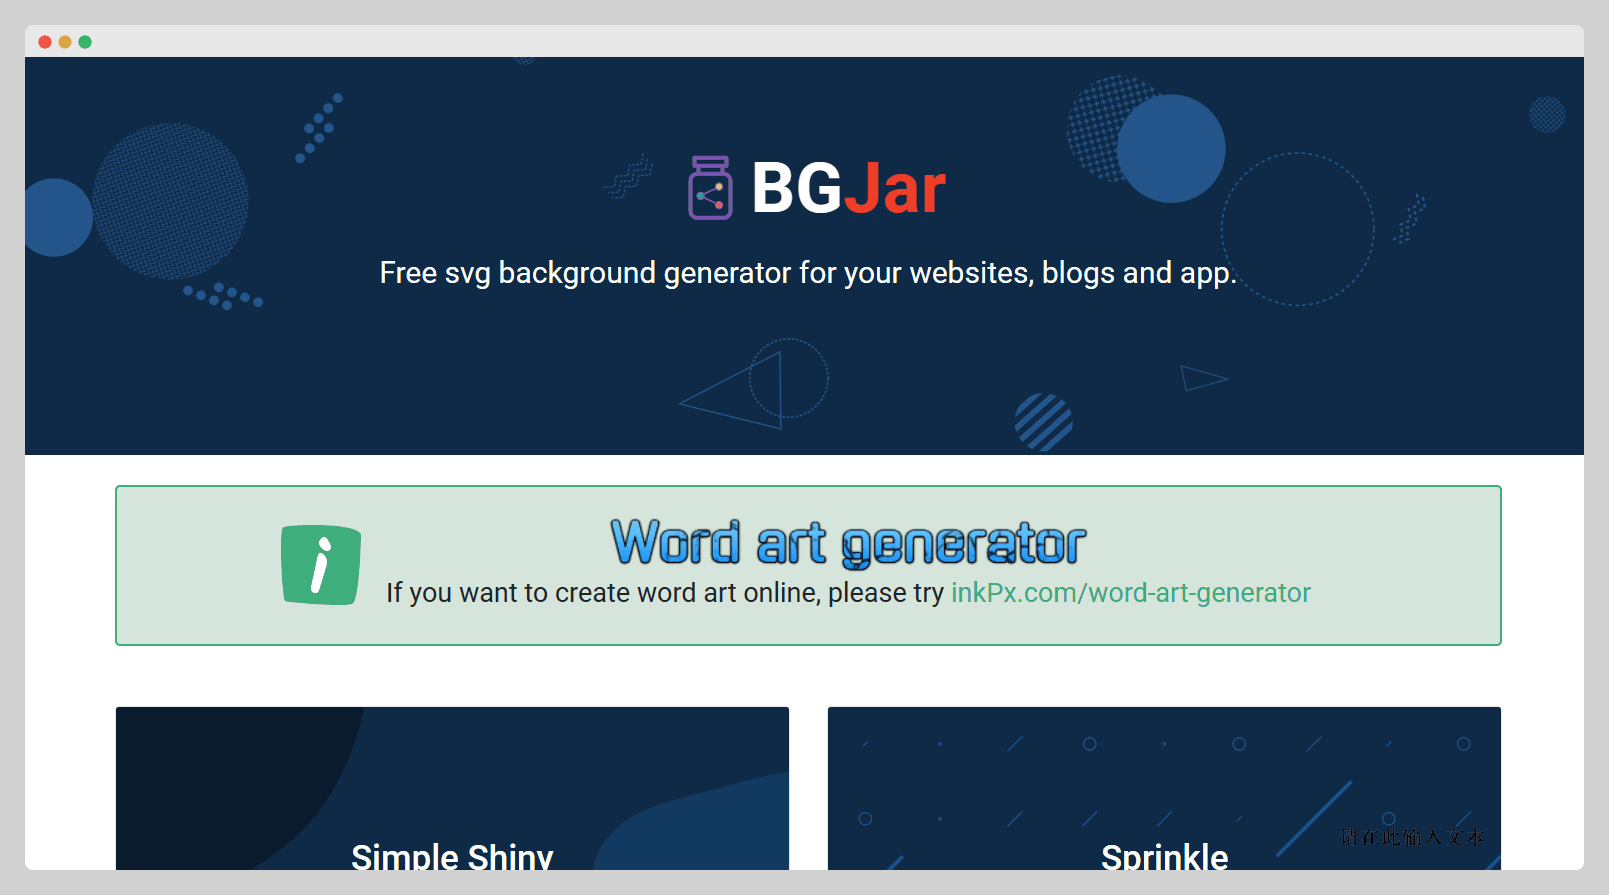 BGJar
Free svg background generator for your websites, blogs and app.
Word art generator
If you want to create word art online, please try inkPx.com/word-art-generator
Simple Shiny
Sprinkle
请在此输入文本